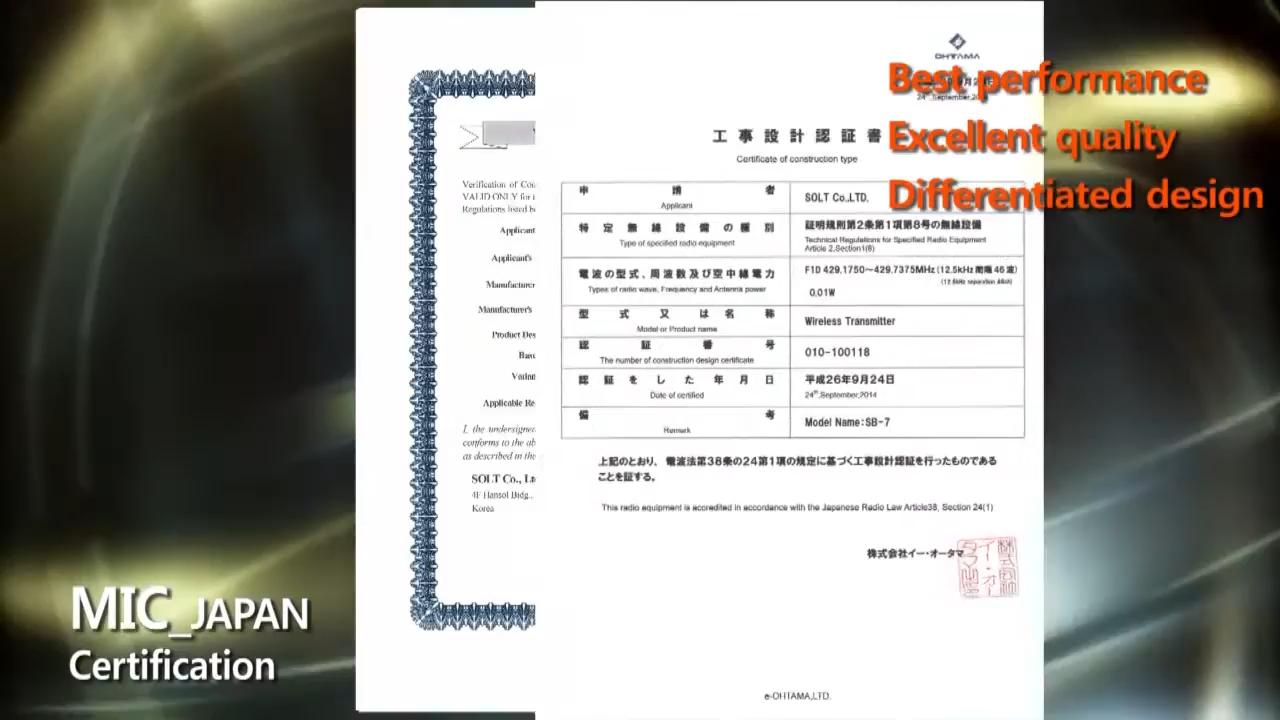 OHTAMA
Best performance
24th,September,20
工事設計認証書
Excellent quality
Certificate of construction type
Differentiated design
申請者
Applicant
SOLT Co.,LTD.
特定無線設備の種別
Type of specified radio equipment
証明規則第2条第1項第8号の無線設備
Technical Regulations for Specified Radio Equipment
Article 2,Section1(8)
電波の型式、周波数及び空中線電力
Types of radio wave, Frequency and Antenna power
F1D 429.1750～429.7375MHz (12.5kHz 間隔 46 波)
0.01W
型式又は名称
Model or Product name
Wireless Transmitter
認証番号
The number of construction design certificate
010-100118
認証をした年月日
Date of certified
平成26年9月24日
24th,September,2014
備考
Remark
Model Name:SB-7
上記のとおり、電波法第38条の24第1項の規定に基づく工事設計認証を行ったものである
ことを証する。
This radio equipment is accredited in accordance with the Japanese Radio Law Article38, Section 24(1)
株式会社イー・オータマ
e-OHTAMA,LTD.
Verification of Co
VALID ONLY for
Regulations listed b
Applicant
Applicant's
Manufacturer
Manufacturer's
Product Des
Basi
Varian
Applicable Re
I, the undersigned
conforms to the ab
as described in the
SOLT Co., Lt
4F Hansol Bldg.,
Korea
MIC_JAPAN
Certification